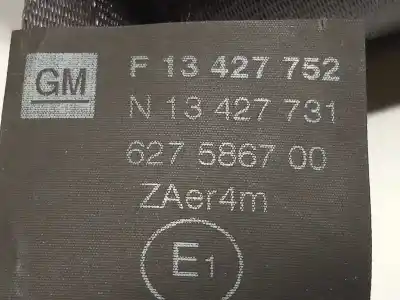 GM
F 13 427 752
N 13 427 731
627 5867 00
ZAer4m
E1